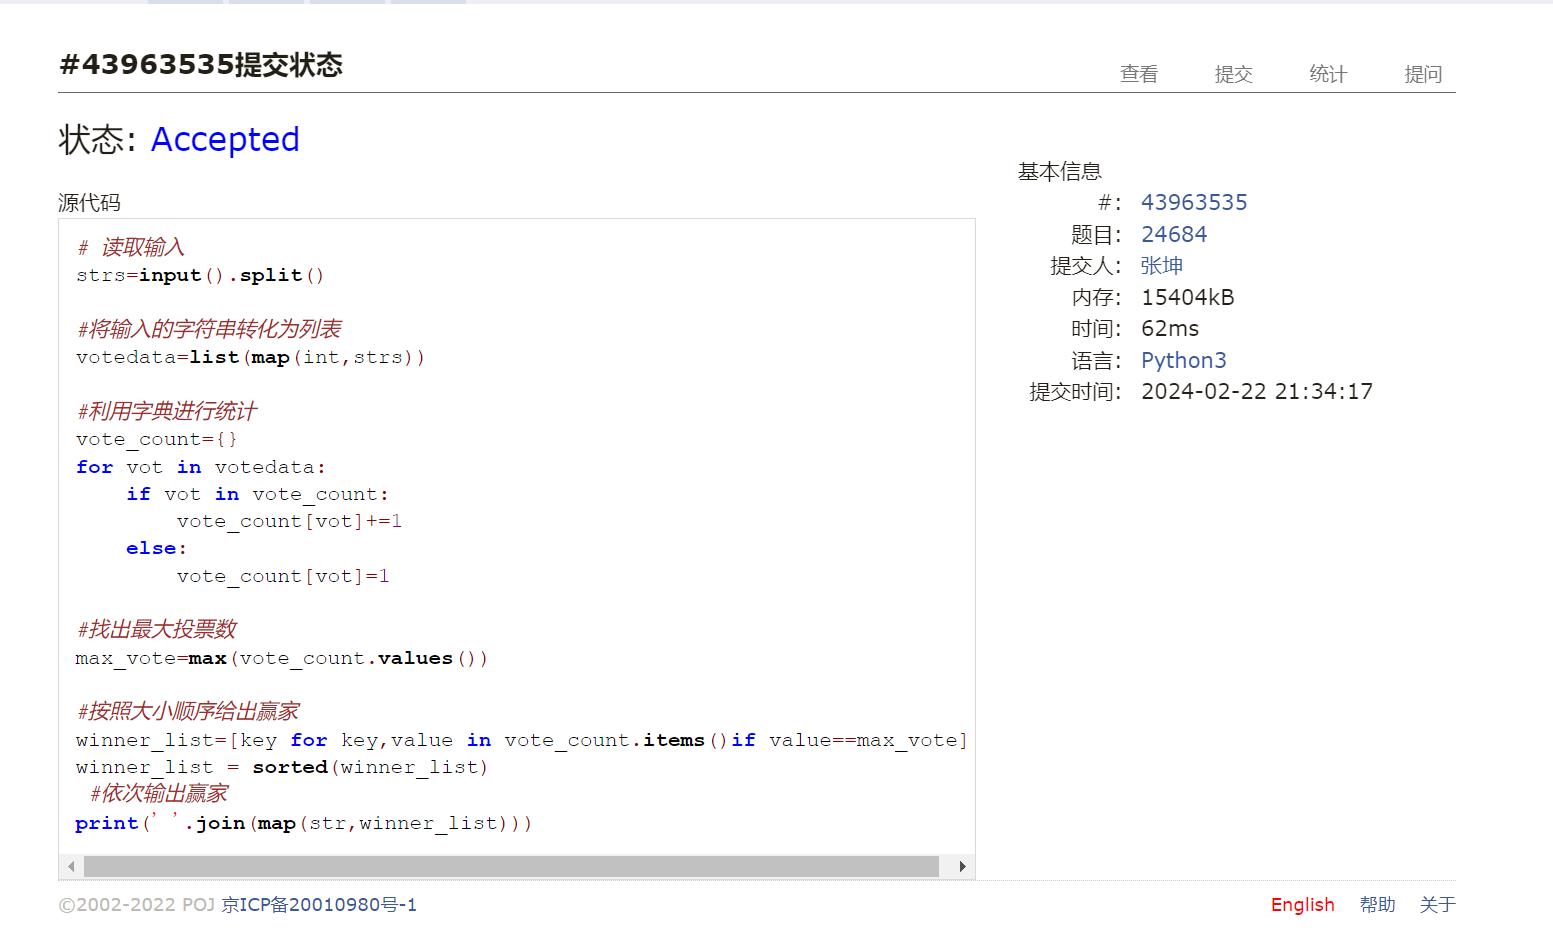 #43963535提交状态
查看 提交 统计 提问
状态: Accepted
源代码
# 读取输入
strs=input().split()
#将输入的字符串转化为列表
votedata=list(map(int,strs))
#利用字典进行统计
vote_count={}
for vot in votedata:
    if vot in vote_count:
        vote_count[vot]+=1
    else:
        vote_count[vot]=1
#找出最大投票数
max_vote=max(vote_count.values())
#按照大小顺序给出赢家
winner_list=[key for key,value in vote_count.items()if value==max_vote]
winner_list = sorted(winner_list)
 #依次输出赢家
print(' '.join(map(str,winner_list)))
基本信息
#: 43963535
题目: 24684
提交人: 张坤
内存: 15404kB
时间: 62ms
语言: Python3
提交时间: 2024-02-22 21:34:17
©2002-2022 POJ 京ICP备20010980号-1
English 帮助 关于